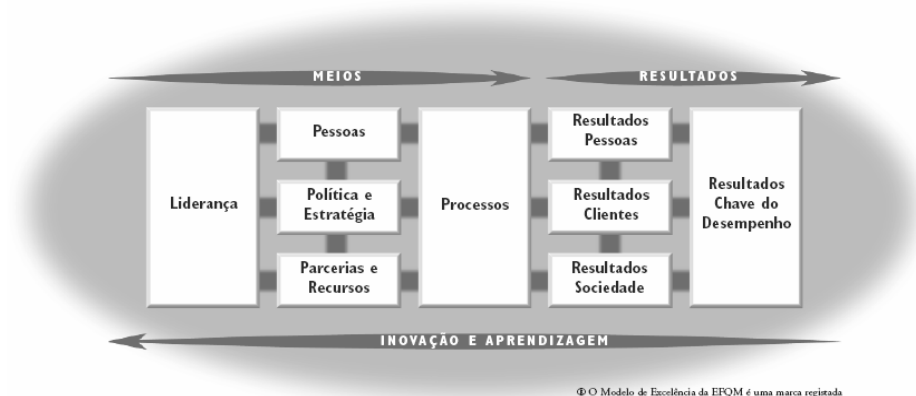 MEIOS
RESULTADOS
Liderança
Pessoas
Política e
Estratégia
Parcerias e
Recursos
Processos
Resultados
Pessoas
Resultados
Clientes
Resultados
Sociedade
Resultados
Chave do
Desempenho
INOVAÇÃO E APRENDIZAGEM
® O Modelo de Excelência da EFQM é uma marca registada